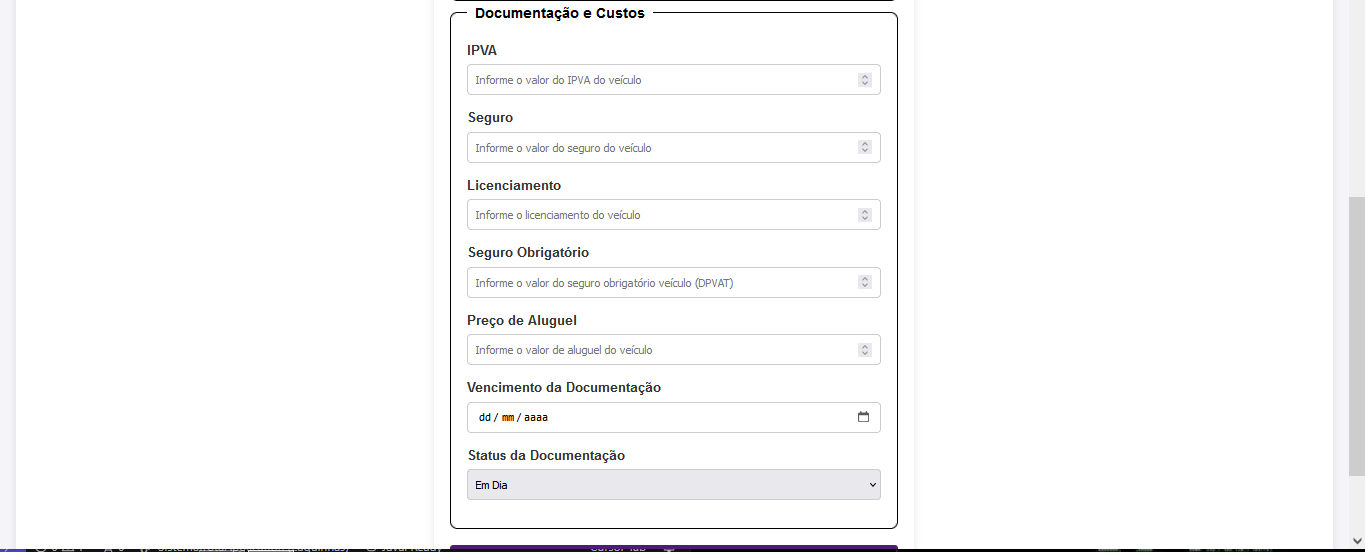 Documentação e Custos
IPVA
Informe o valor do IPVA do veículo
Seguro
Informe o valor do seguro do veículo
Licenciamento
Informe o licenciamento do veículo
Seguro Obrigatório
Informe o valor do seguro obrigatório veículo (DPVAT)
Preço de Aluguel
Informe o valor de aluguel do veículo
Vencimento da Documentação
dd / mm / aaaa
Status da Documentação
Em Dia